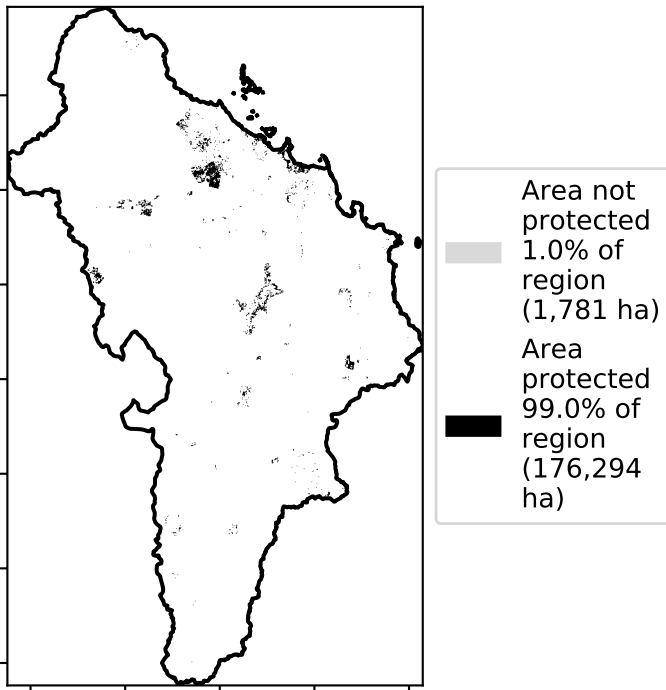 Area not
protected
1.0% of
region
(1,781 ha)
Area
protected
99.0% of
region
(176,294
ha)